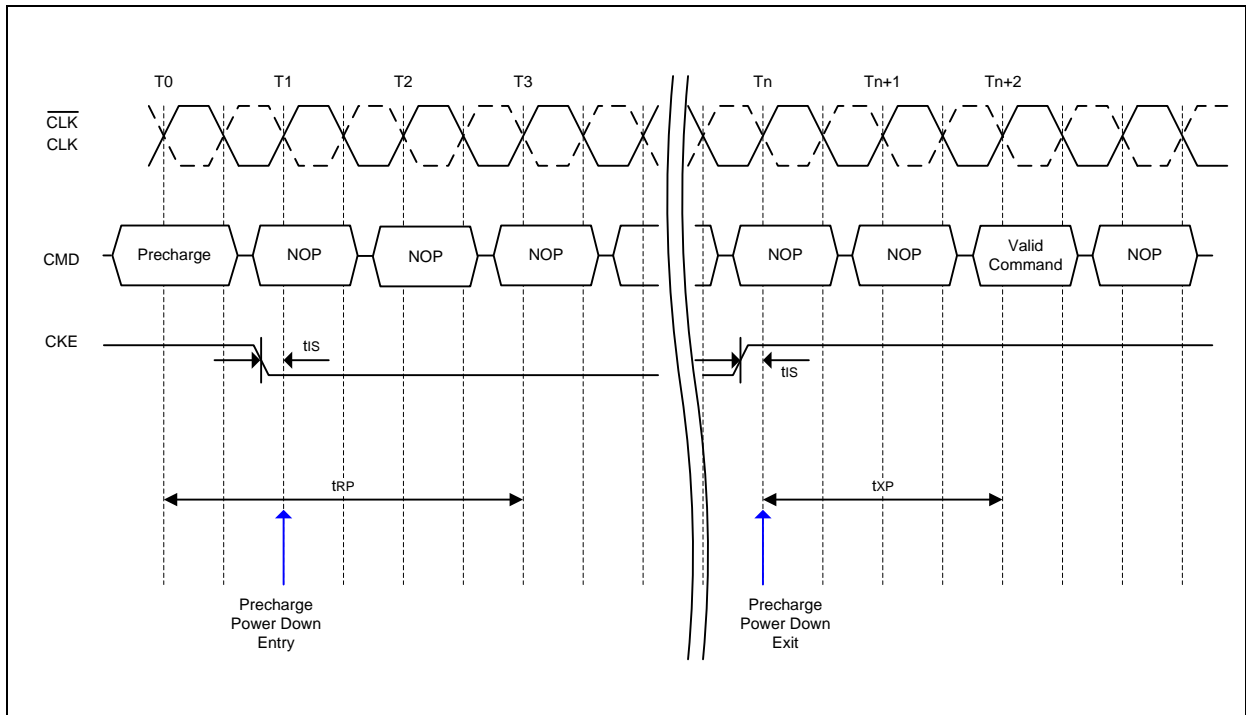 T0 T1 T2 T3 Tn Tn+1 Tn+2
CLK
CLK
CMD Precharge NOP NOP NOP NOP NOP Valid Command NOP
CKE tIS tIS
tRP tXP
Precharge
Power Down
Entry
Precharge
Power Down
Exit